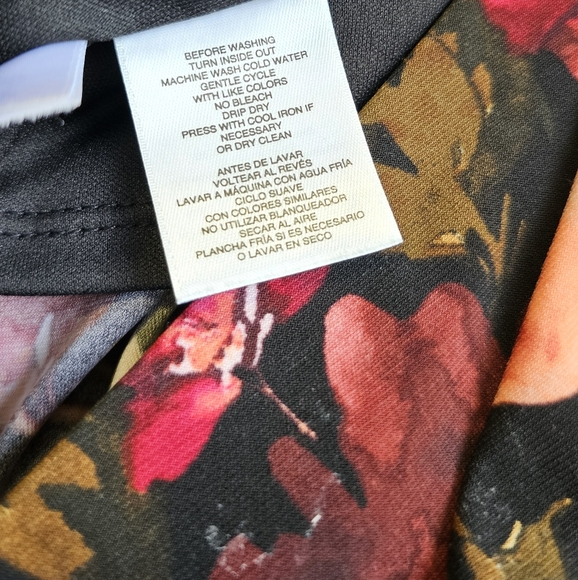 BEFORE WASHING
TURN INSIDE OUT
MACHINE WASH COLD WATER
GENTLE CYCLE
WITH LIKE COLORS
NO BLEACH
DRIP DRY
PRESS WITH COOL IRON IF
NECESSARY
OR DRY CLEAN
ANTES DE LAVAR
VOLTEAR AL REVÉS
LAVAR A MÁQUINA CON AGUA FRÍA
CICLO SUAVE
CON COLORES SIMILARES
NO UTILIZAR BLANQUEADOR
SECAR AL AIRE
PLANCHA FRÍA SI ES NECESARIO
O LAVAR EN SECO